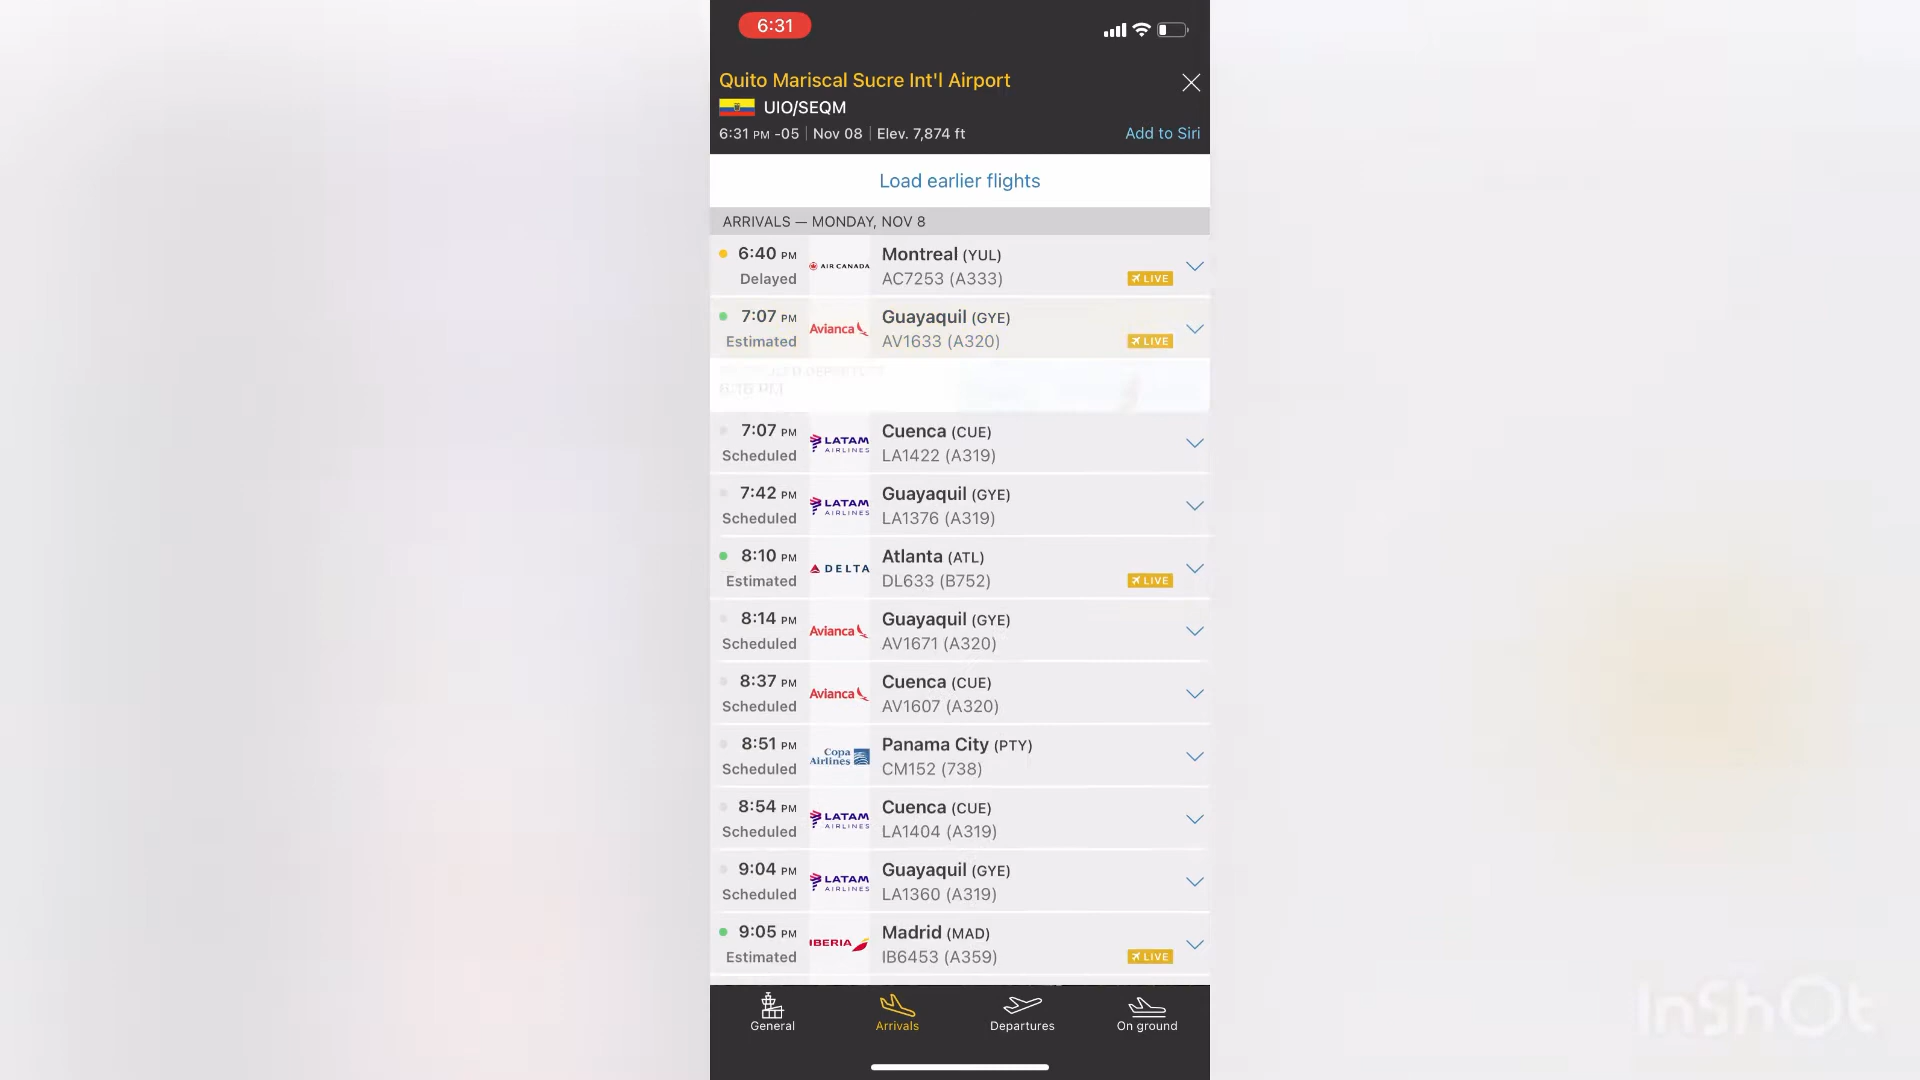 6:31
Quito Mariscal Sucre Int'l Airport
UIO/SEQM
6:31 PM -05 | Nov 08 | Elev. 7,874 ft
Add to Siri
Load earlier flights
ARRIVALS — MONDAY, NOV 8
6:40 PM AIR CANADA Montreal (YUL)
Delayed AC7253 (A333) LIVE
7:07 PM Avianca Guayaquil (GYE)
Estimated AV1633 (A320) LIVE
7:07 PM LATAM AIRLINES Cuenca (CUE)
Scheduled LA1422 (A319)
7:42 PM LATAM AIRLINES Guayaquil (GYE)
Scheduled LA1376 (A319)
8:10 PM DELTA Atlanta (ATL)
Estimated DL633 (B752) LIVE
8:14 PM Avianca Guayaquil (GYE)
Scheduled AV1671 (A320)
8:37 PM Avianca Cuenca (CUE)
Scheduled AV1607 (A320)
8:51 PM Copa Airlines Panama City (PTY)
Scheduled CM152 (738)
8:54 PM LATAM AIRLINES Cuenca (CUE)
Scheduled LA1404 (A319)
9:04 PM LATAM AIRLINES Guayaquil (GYE)
Scheduled LA1360 (A319)
9:05 PM IBERIA Madrid (MAD)
Estimated IB6453 (A359) LIVE
General Arrivals Departures On ground
InShOt